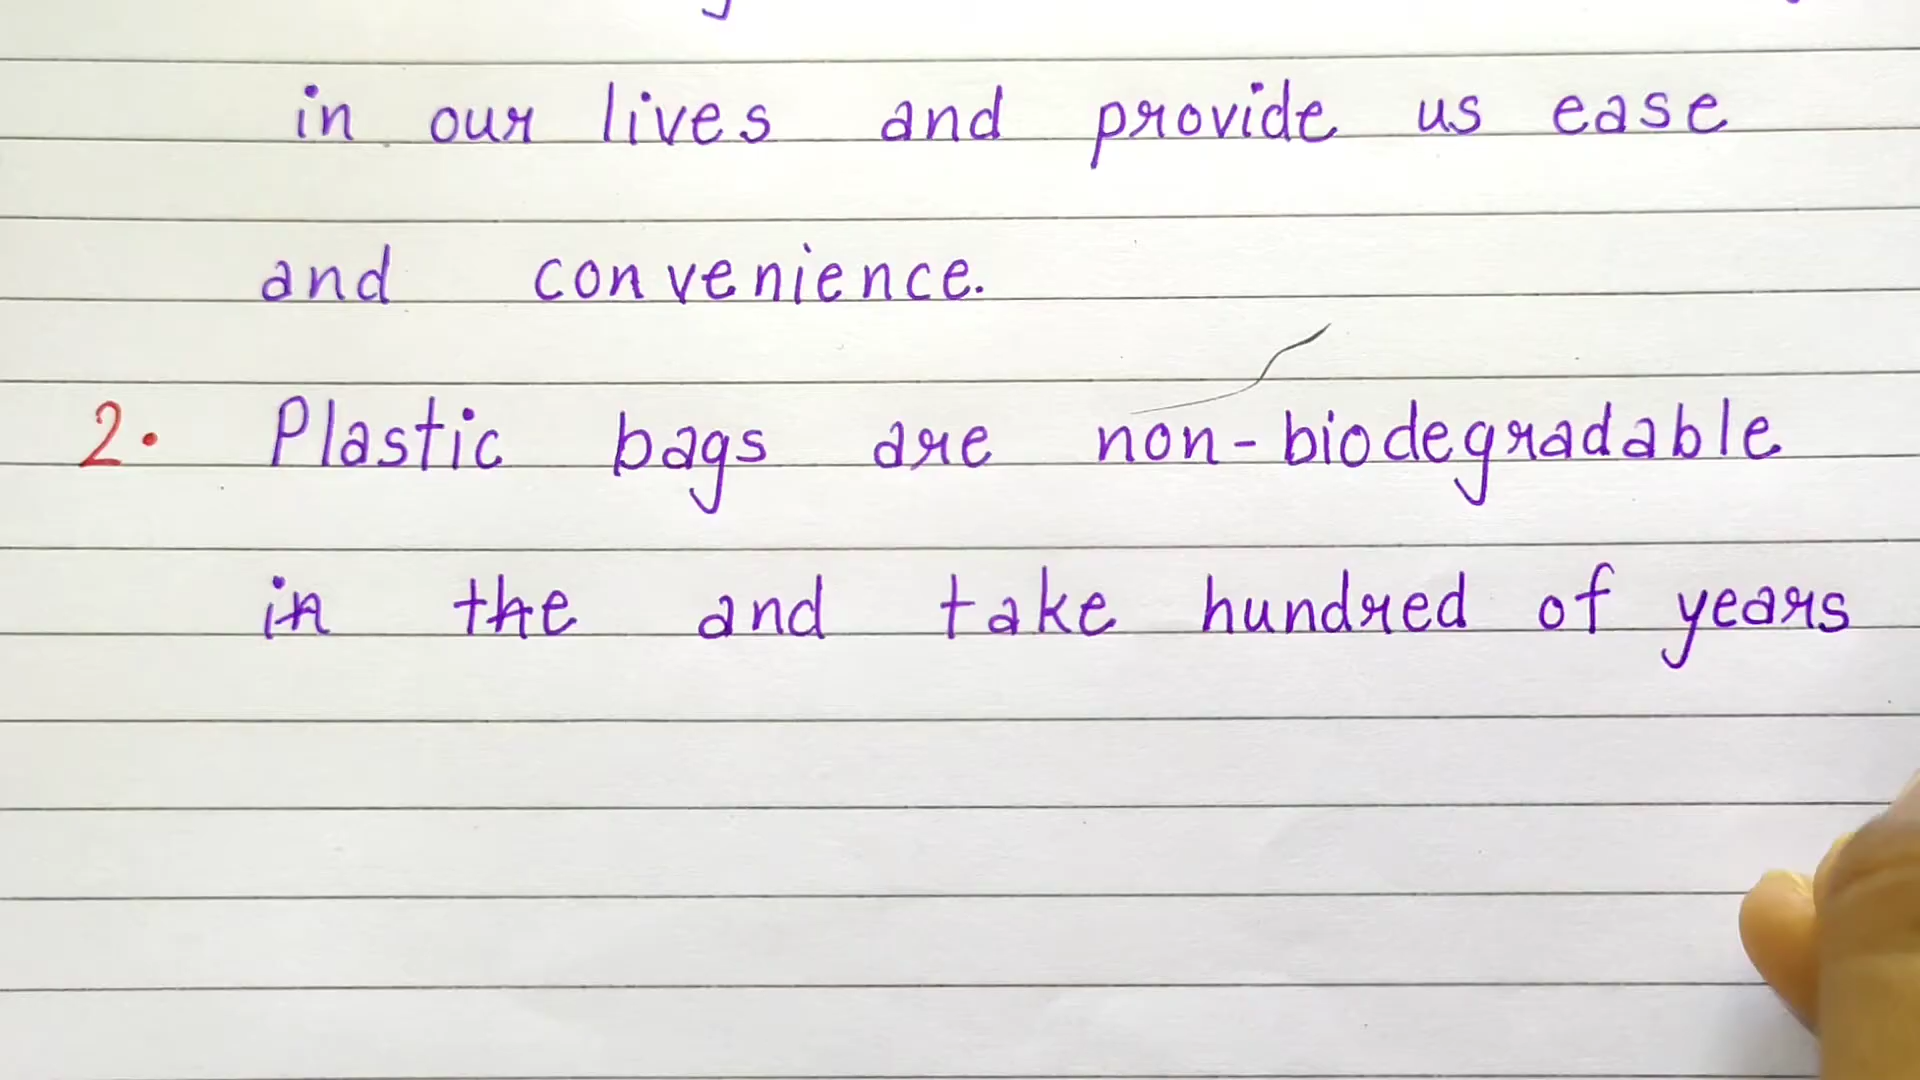 in our lives and provide us ease
and convenience.
2. Plastic bags are non-biodegradable
in the and take hundred of years